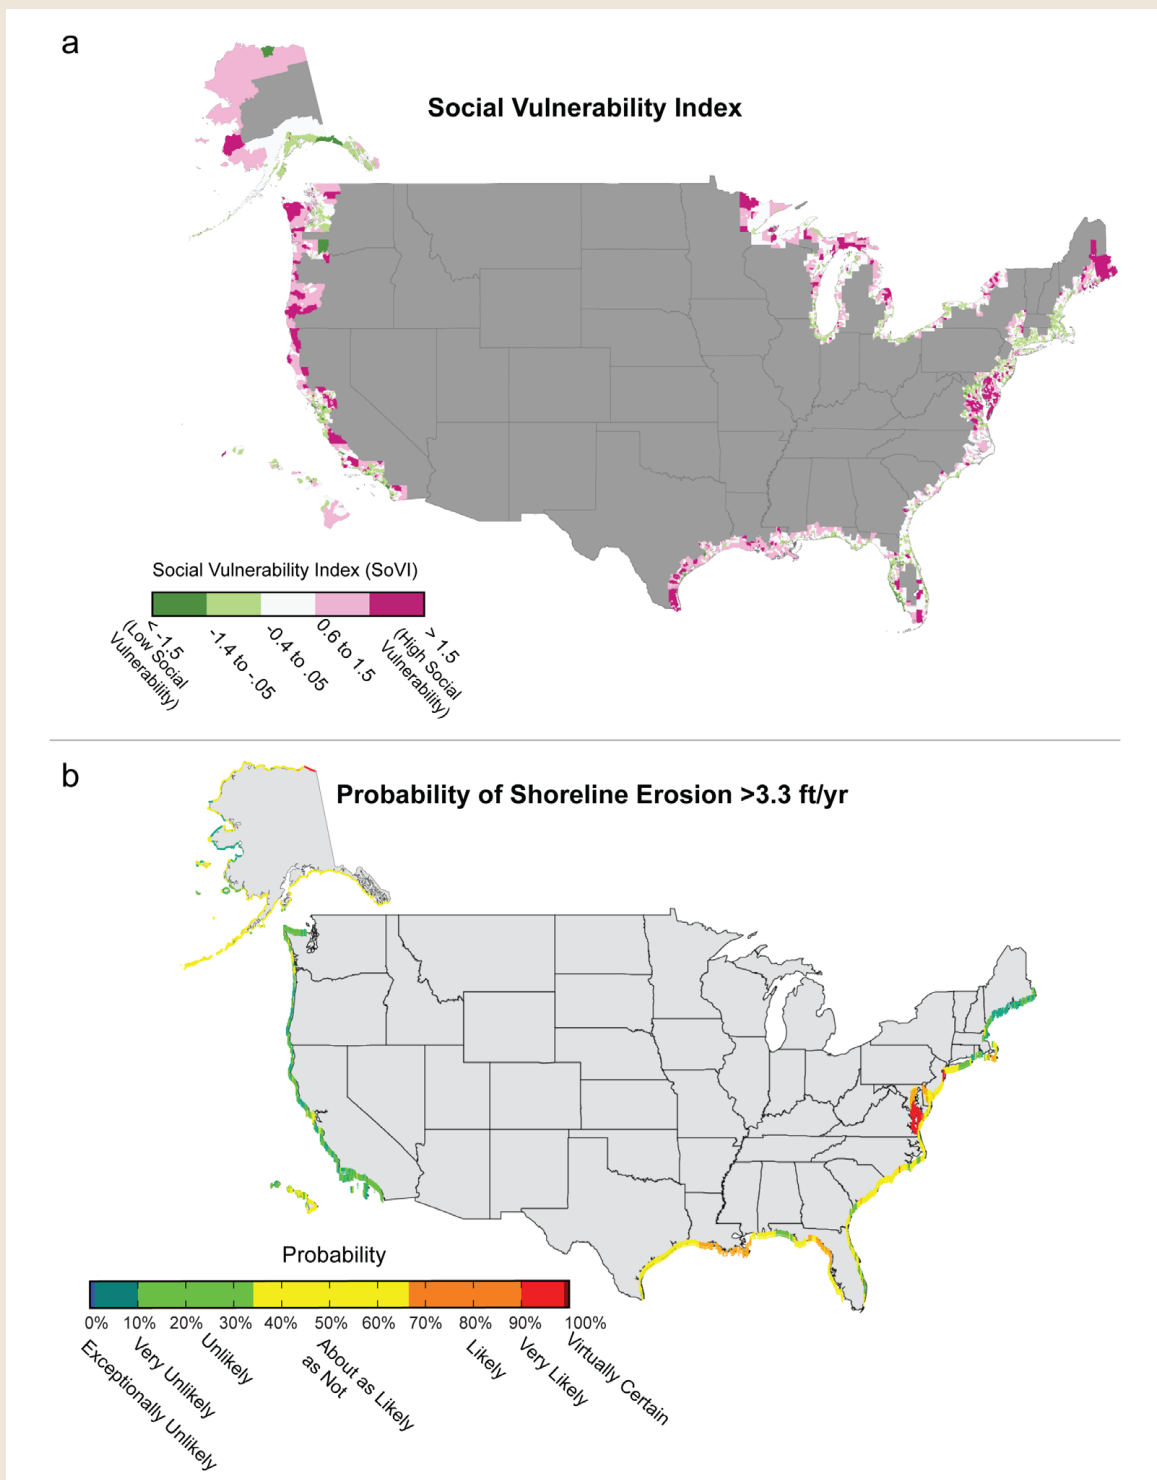 a
Social Vulnerability Index
Social Vulnerability Index (SoVI)
< -1.5
(Low Social
Vulnerability)
-1.4 to -.05
-0.4 to .05
0.6 to 1.5
> 1.5
(High Social
Vulnerability)
b
Probability of Shoreline Erosion >3.3 ft/yr
Probability
0% 10% 20% 30% 40% 50% 60% 70% 80% 90% 100%
Exceptionally Unlikely
Very Unlikely
Unlikely
About as Likely
as Not
Likely
Very Likely
Virtually Certain